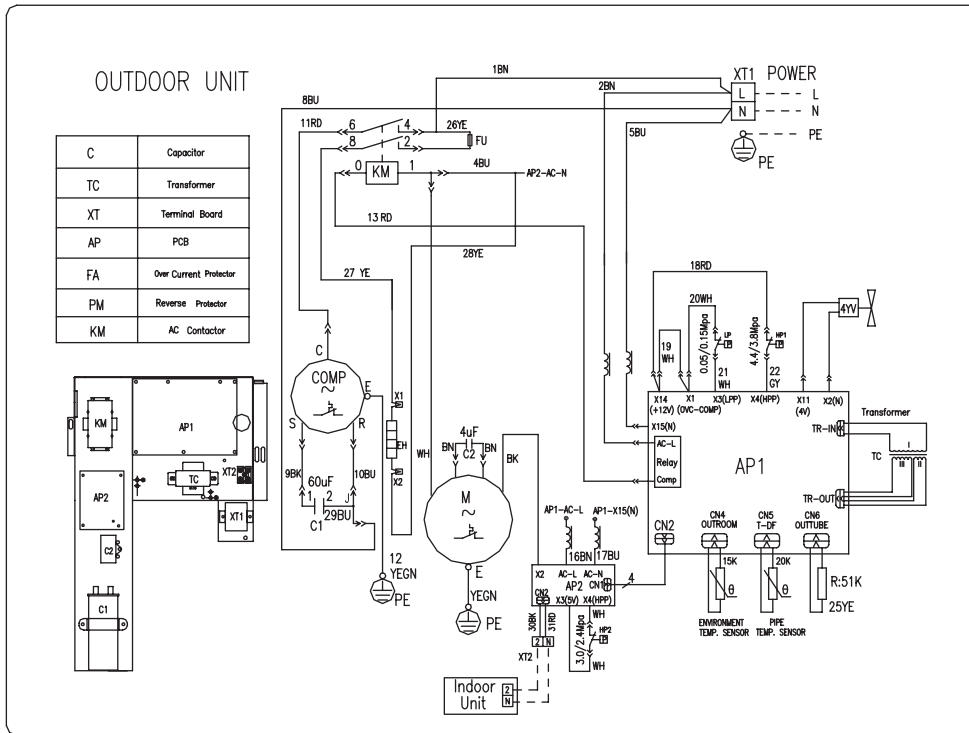 OUTDOOR UNIT
C Capacitor
TC Transformer
XT Terminal Board
AP PCB
FA Over Current Protector
PM Reverse Protector
KM AC Contactor
1BN
XT1 POWER
2BN
L L
N N
8BU
5BU
PE
PE
11RD 6 4 26YE
FU
8 2
0 KM 1 4BU
AP2-AC-N
13 RD
28YE
27 YE
18RD
20WH
19 WH
0.05/0.15Mpa
LP
P
21 WH
4.4/3.8Mpa
HP1
P
22 GY
4YV
C
COMP
~
E
S R
X1
EH
X2
9BK
60uF
1 2
C1
10BU
J
29BU
12
YEGN
PE
WH
4uF
BN C2 BN
BK
M
~
E
YEGN
PE
X14 X1 X3(LPP) X4(HPP) X11 X2(N)
(+12V) (OVC-COMP) (4V)
X15(N)
AC-L
Relay
Comp
AP1
CN2
TR-IN
TR-OUT
Transformer
TC
I
III II
CN4 CN5 CN6
OUTROOM T-DF OUTTUBE
15K 20K
θ θ
R:51K
25YE
ENVIRONMENT TEMP. SENSOR
PIPE TEMP. SENSOR
AP1-AC-L AP1-X15(N)
16BN 17BU
X2 AC-L AC-N
CN2 AP2 CN1
X3(5V) X4(HPP)
4
30BK 31RD
3.0/2.4Mpa
WH
HP2
P
WH
2 N
XT2
Indoor Unit
2
N
KM
AP1
TC
XT2
AP2
XT1
C2
C1